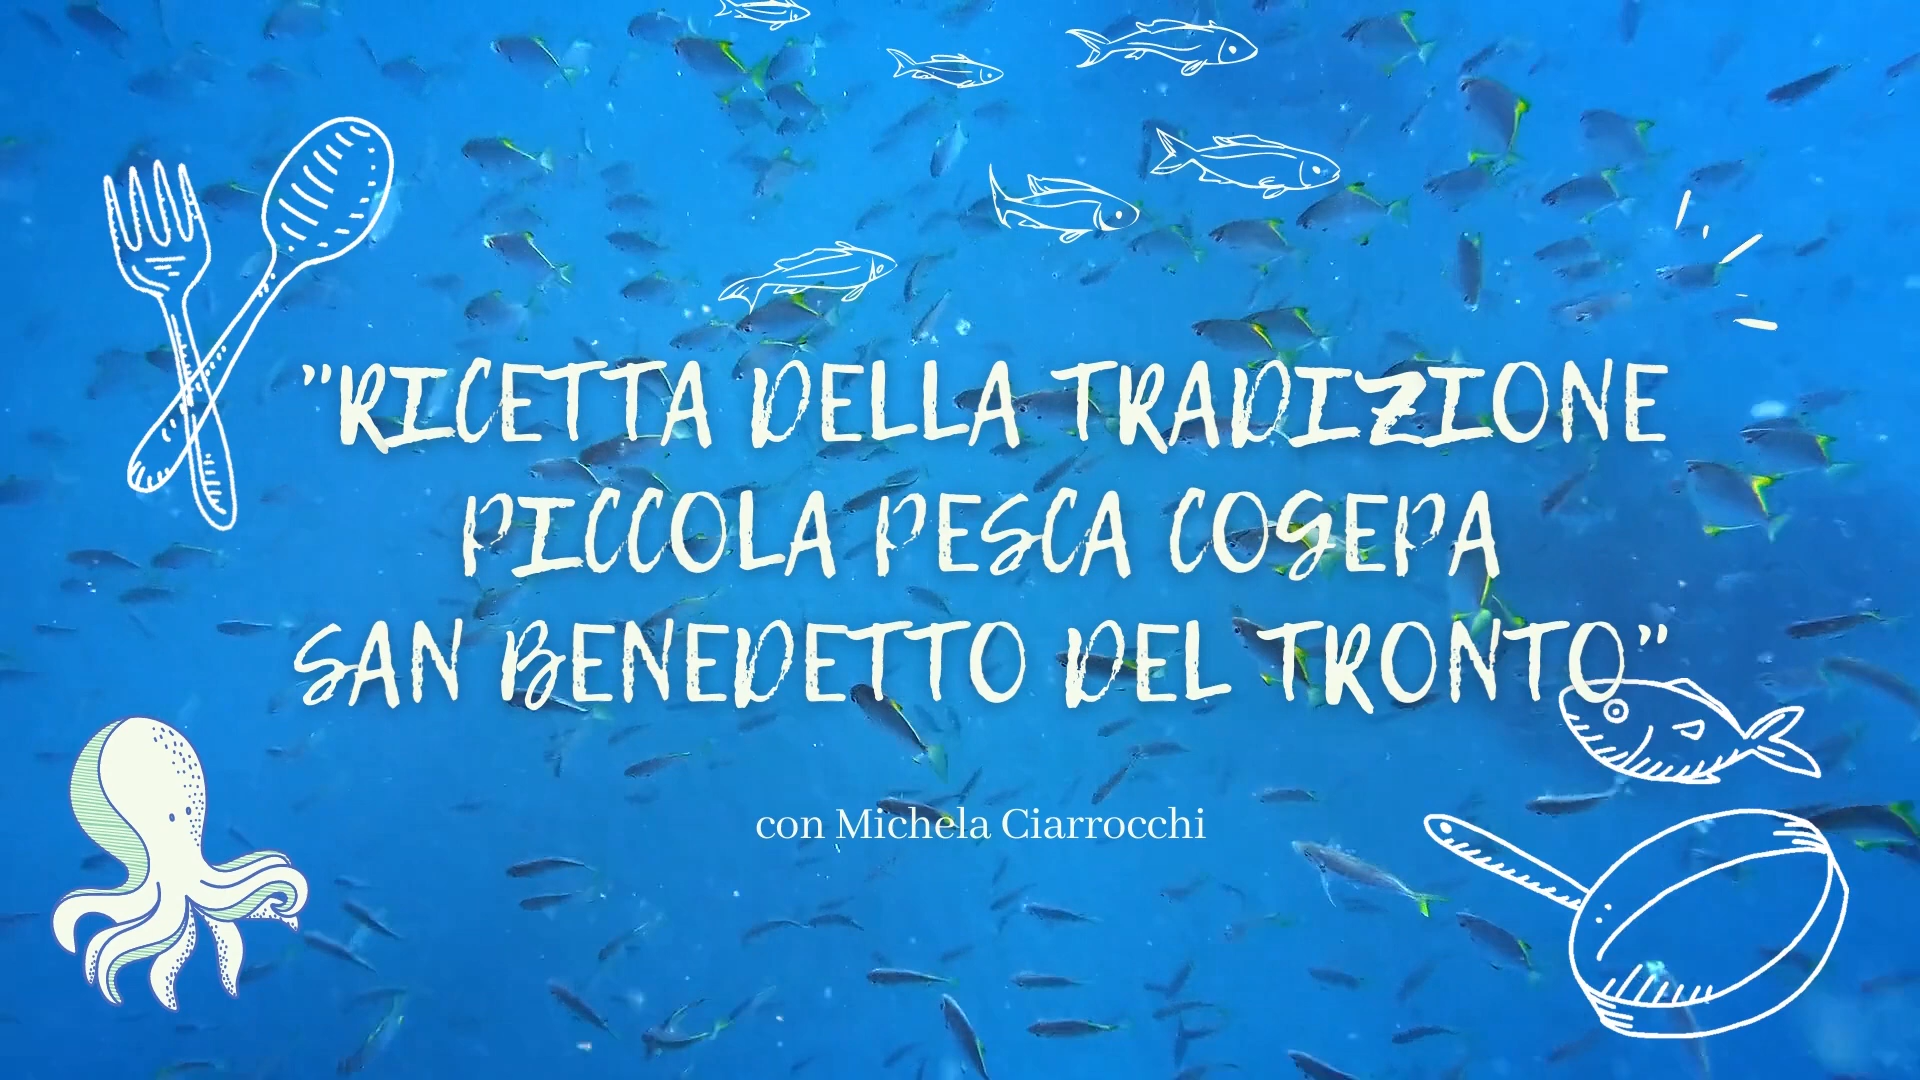 "RICETTA DELLA TRADIZIONE
PICCOLA PESCA COGEPA
SAN BENEDETTO DEL TRONTO"
con Michela Ciarrocchi